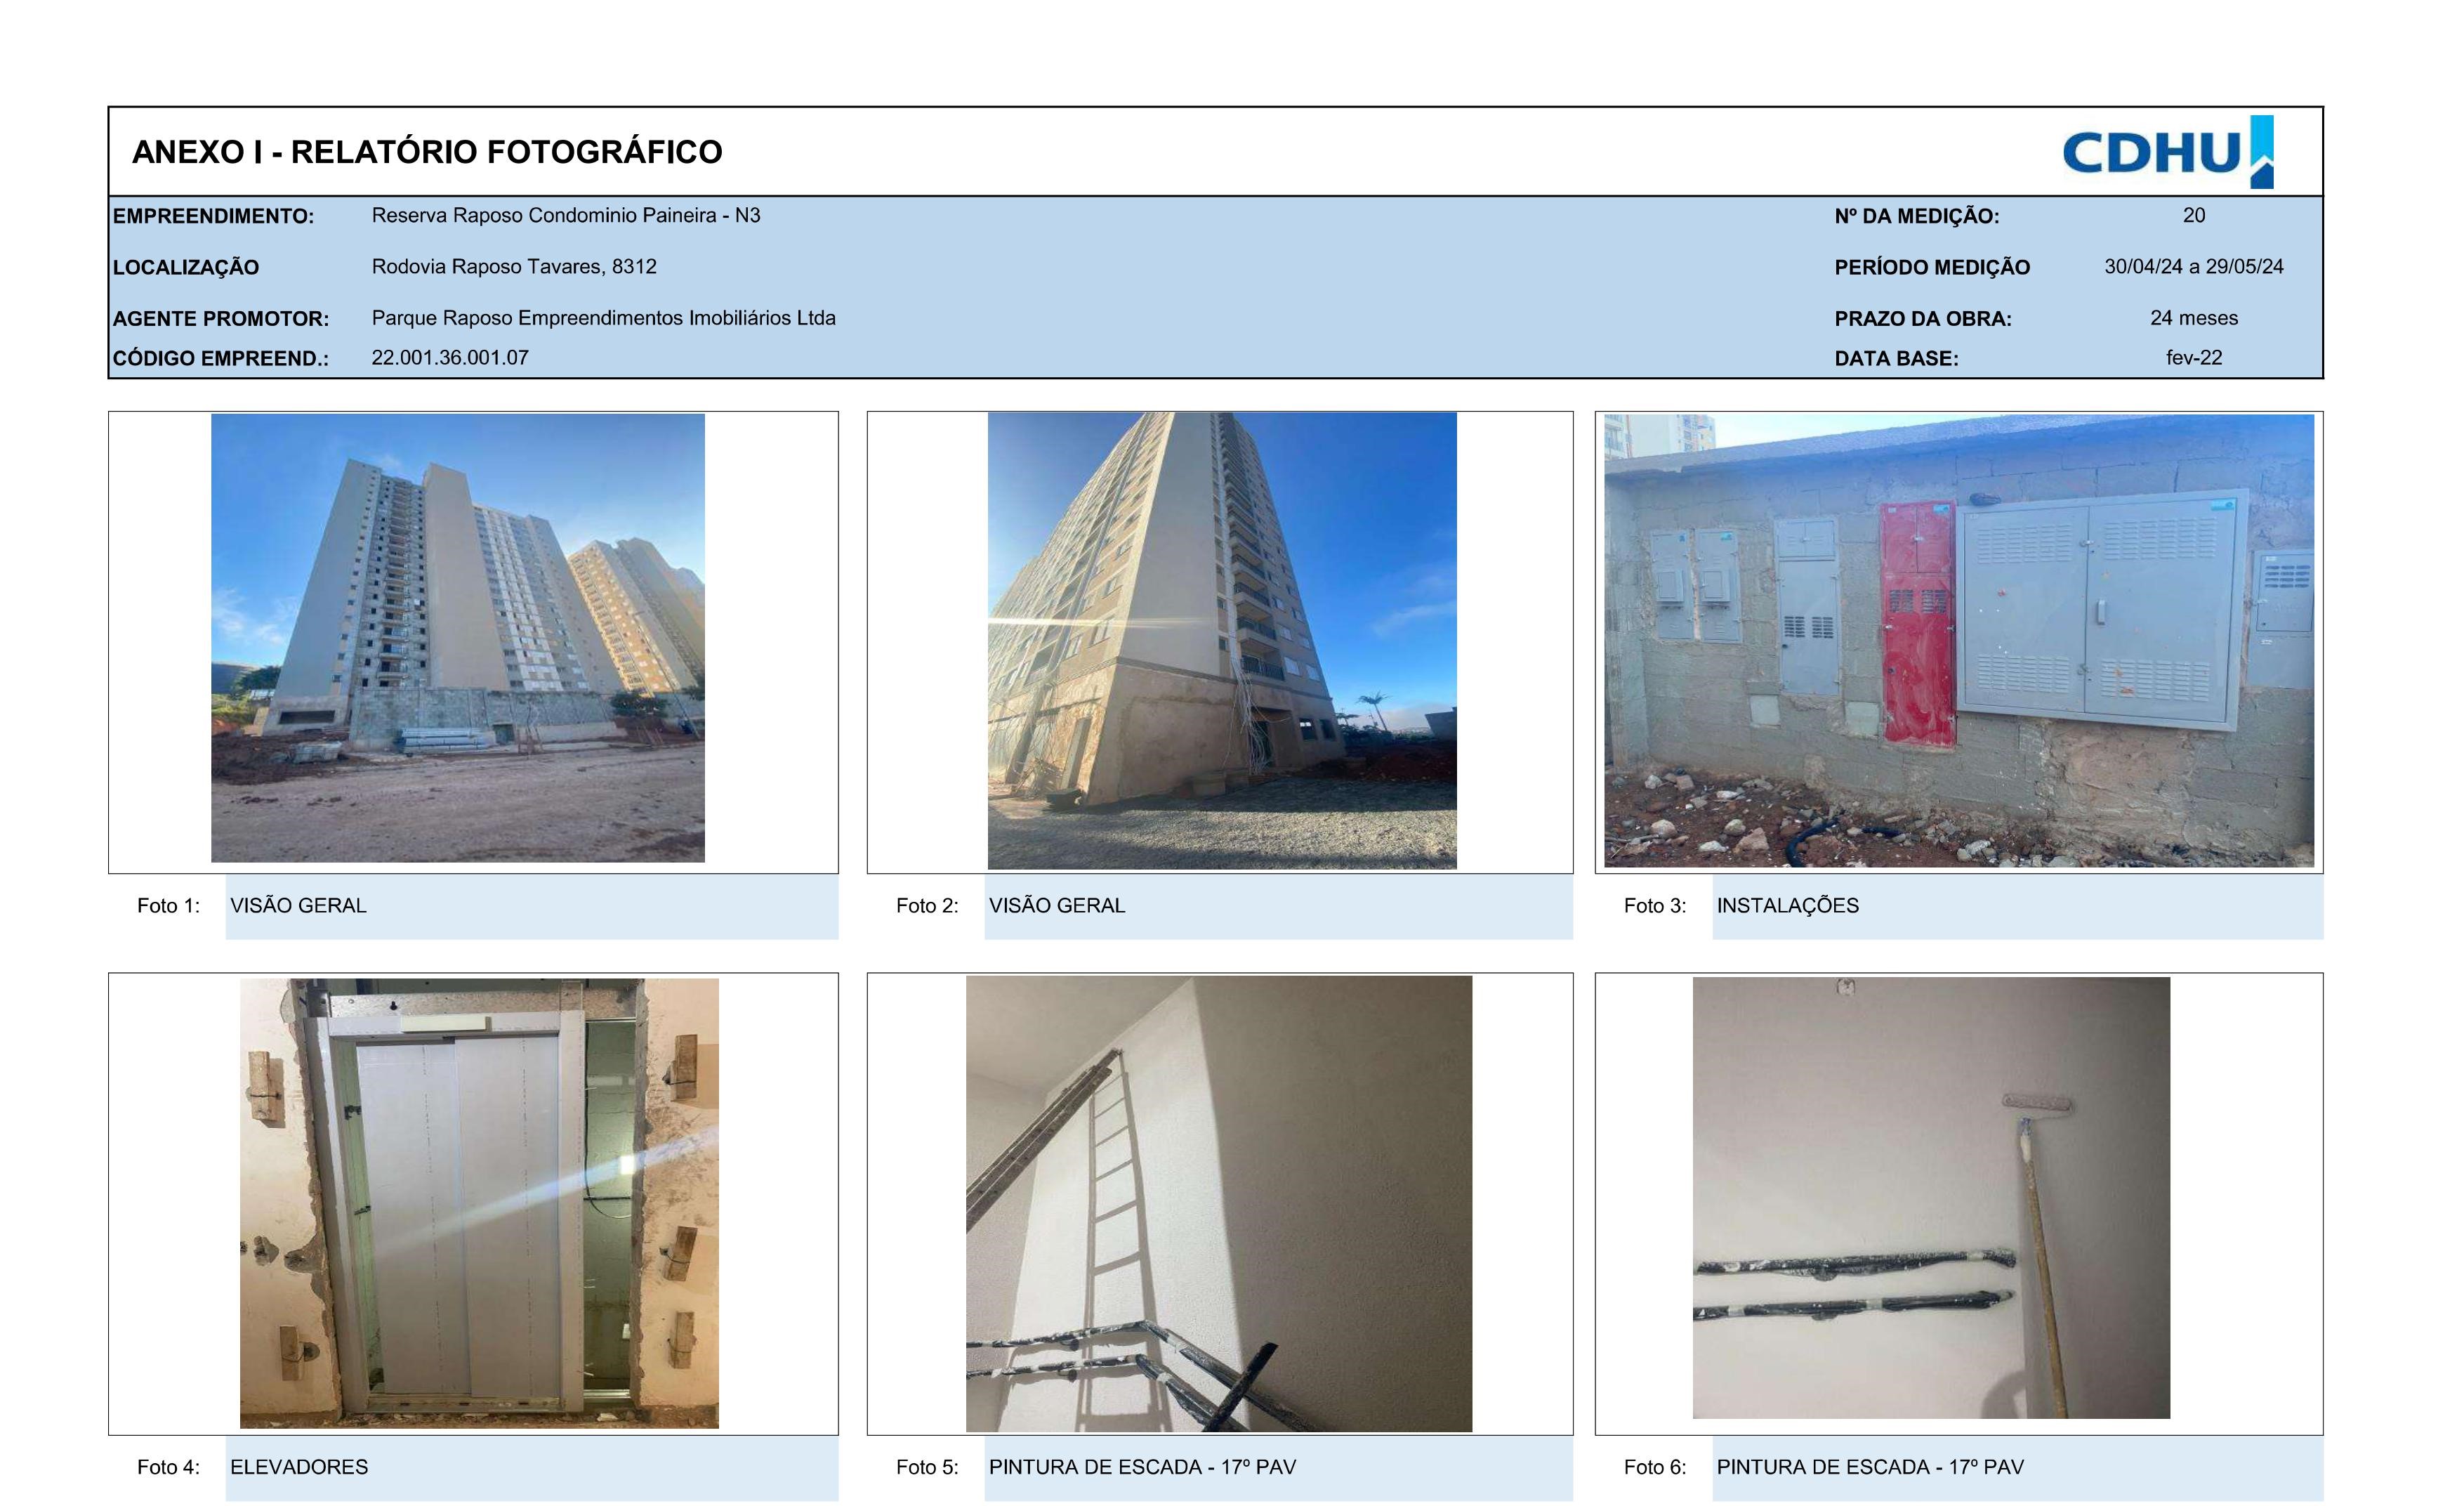 ANEXO I - RELATÓRIO FOTOGRÁFICO
CDHU
EMPREENDIMENTO: Reserva Raposo Condominio Paineira - N3 Nº DA MEDIÇÃO: 20
LOCALIZAÇÃO Rodovia Raposo Tavares, 8312 PERÍODO MEDIÇÃO 30/04/24 a 29/05/24
AGENTE PROMOTOR: Parque Raposo Empreendimentos Imobiliários Ltda PRAZO DA OBRA: 24 meses
CÓDIGO EMPREEND.: 22.001.36.001.07 DATA BASE: fev-22
Foto 1: VISÃO GERAL
Foto 2: VISÃO GERAL
Foto 3: INSTALAÇÕES
Foto 4: ELEVADORES
Foto 5: PINTURA DE ESCADA - 17º PAV
Foto 6: PINTURA DE ESCADA - 17º PAV